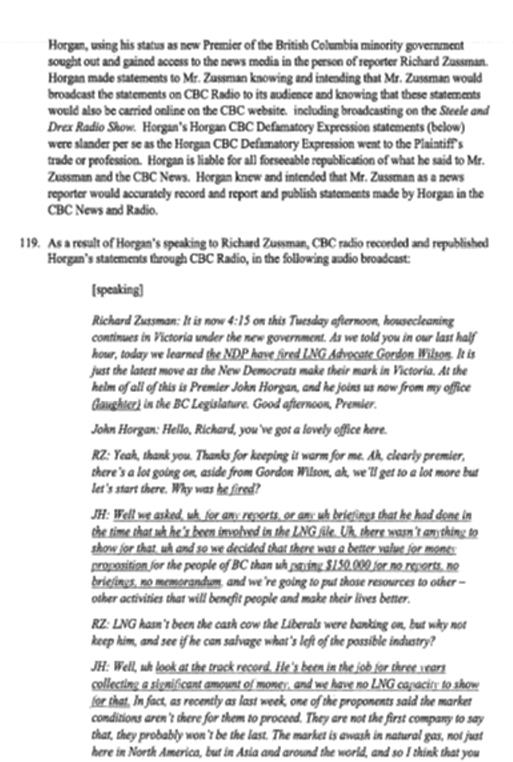 Horgan, using his status as new Premier of the British Columbia minority government
sought out and gained access to the news media in the person of reporter Richard Zussman.
Horgan made statements to Mr. Zussman knowing and intending that Mr. Zussman would
broadcast the statements on CBC Radio to its audience and knowing that these statements
would also be carried online on the CBC website. including broadcasting on the Steele and
Drex Radio Show. Horgan's Horgan CBC Defamatory Expression statements (below)
were slander per se as the Horgan CBC Defamatory Expression went to the Plaintiff's
trade or profession. Horgan is liable for all forseeable republication of what he said to Mr.
Zussman and the CBC News. Horgan knew and intended that Mr. Zussman as a news
reporter would accurately record and report and publish statements made by Horgan in the
CBC News and Radio.
119. As a result of Horgan's speaking to Richard Zussman, CBC radio recorded and republished
Horgan's statements through CBC Radio, in the following audio broadcast:
[speaking]
Richard Zussman: It is now 4:15 on this Tuesday afternoon, housecleaning
continues in Victoria under the new government. As we told you in our last half
hour, today we learned the NDP have fired LNG Advocate Gordon Wilson. It is
just the latest move as the New Democrats make their mark in Victoria. At the
helm of all of this is Premier John Horgan, and he joins us now from my office
(laughter) in the BC Legislature. Good afternoon, Premier.
John Horgan: Hello, Richard, you've got a lovely office here.
RZ: Yeah, thank you. Thanks for keeping it warm for me. Ah, clearly premier,
there's a lot going on, aside from Gordon Wilson, ah, we'll get to a lot more but
let's start there. Why was he fired?
JH: Well we asked, uh, for any reports, or any uh briefings that he had done in
the time that uh he's been involved in the LNG file. Uh, there wasn't anything to
show for that, uh and so we decided that there was a better value for money
proposition for the people of BC than uh paying $150,000 for no reports, no
briefings, no memorandum, and we're going to put those resources to other –
other activities that will benefit people and make their lives better.
RZ: LNG hasn't been the cash cow the Liberals were banking on, but why not
keep him, and see if he can salvage what's left of the possible industry?
JH: Well, uh look at the track record. He's been in the job for three years
collecting a significant amount of money, and we have no LNG capacity to show
for that. In fact, as recently as last week, one of the proponents said the market
conditions aren't there for them to proceed. They are not the first company to say
that, they probably won't be the last. The market is awash in natural gas, not just
here in North America, but in Asia and around the world, and so I think that you